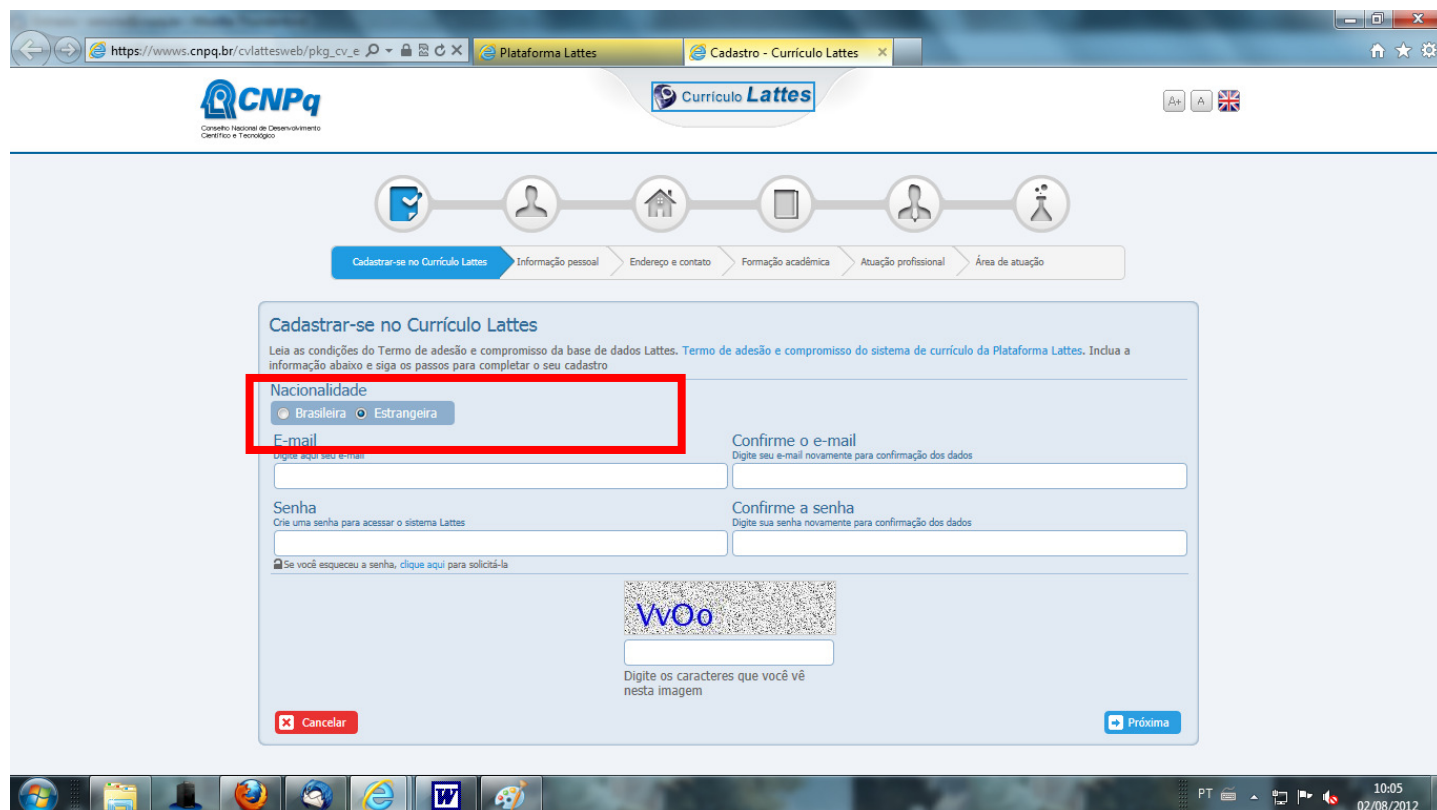 https://wwws.cnpq.br/cvlattesweb/pkg_cv_e
Plataforma Lattes
Cadastro - Currículo Lattes
CNPq
Conselho Nacional de Desenvolvimento
Científico e Tecnológico
Currículo Lattes
A+ A
Cadastrar-se no Currículo Lattes
Informação pessoal
Endereço e contato
Formação acadêmica
Atuação profissional
Área de atuação
Cadastrar-se no Currículo Lattes
Leia as condições do Termo de adesão e compromisso da base de dados Lattes. Termo de adesão e compromisso do sistema de currículo da Plataforma Lattes. Inclua a
informação abaixo e siga os passos para completar o seu cadastro
Nacionalidade
Brasileira Estrangeira
E-mail
Digite aqui seu e-mail
Confirme o e-mail
Digite seu e-mail novamente para confirmação dos dados
Senha
Crie uma senha para acessar o sistema Lattes
Confirme a senha
Digite sua senha novamente para confirmação dos dados
Se você esqueceu a senha, clique aqui para solicitá-la
VvOo
Digite os caracteres que você vê
nesta imagem
Cancelar
Próxima
PT
10:05
02/08/2012